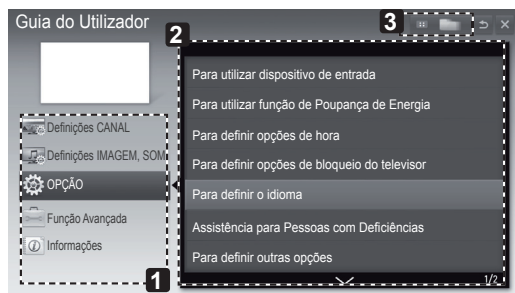 Guia do Utilizador
3
2
Para utilizar dispositivo de entrada
Para utilizar função de Poupança de Energia
Para definir opções de hora
Para definir opções de bloqueio do televisor
Para definir o idioma
Assistência para Pessoas com Deficiências
Para definir outras opções
1/2
Definições CANAL
Definições IMAGEM, SOM
OPÇÃO
Função Avançada
Informações
1